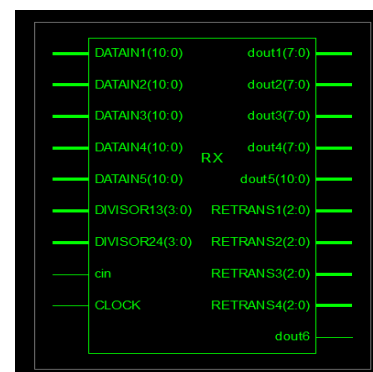 DATAIN1(10:0) dout1(7:0)
DATAIN2(10:0) dout2(7:0)
DATAIN3(10:0) dout3(7:0)
DATAIN4(10:0) dout4(7:0)
RX
DATAIN5(10:0) dout5(10:0)
DIVISOR13(3:0) RETRANS1(2:0)
DIVISOR24(3:0) RETRANS2(2:0)
cin RETRANS3(2:0)
CLOCK RETRANS4(2:0)
dout6